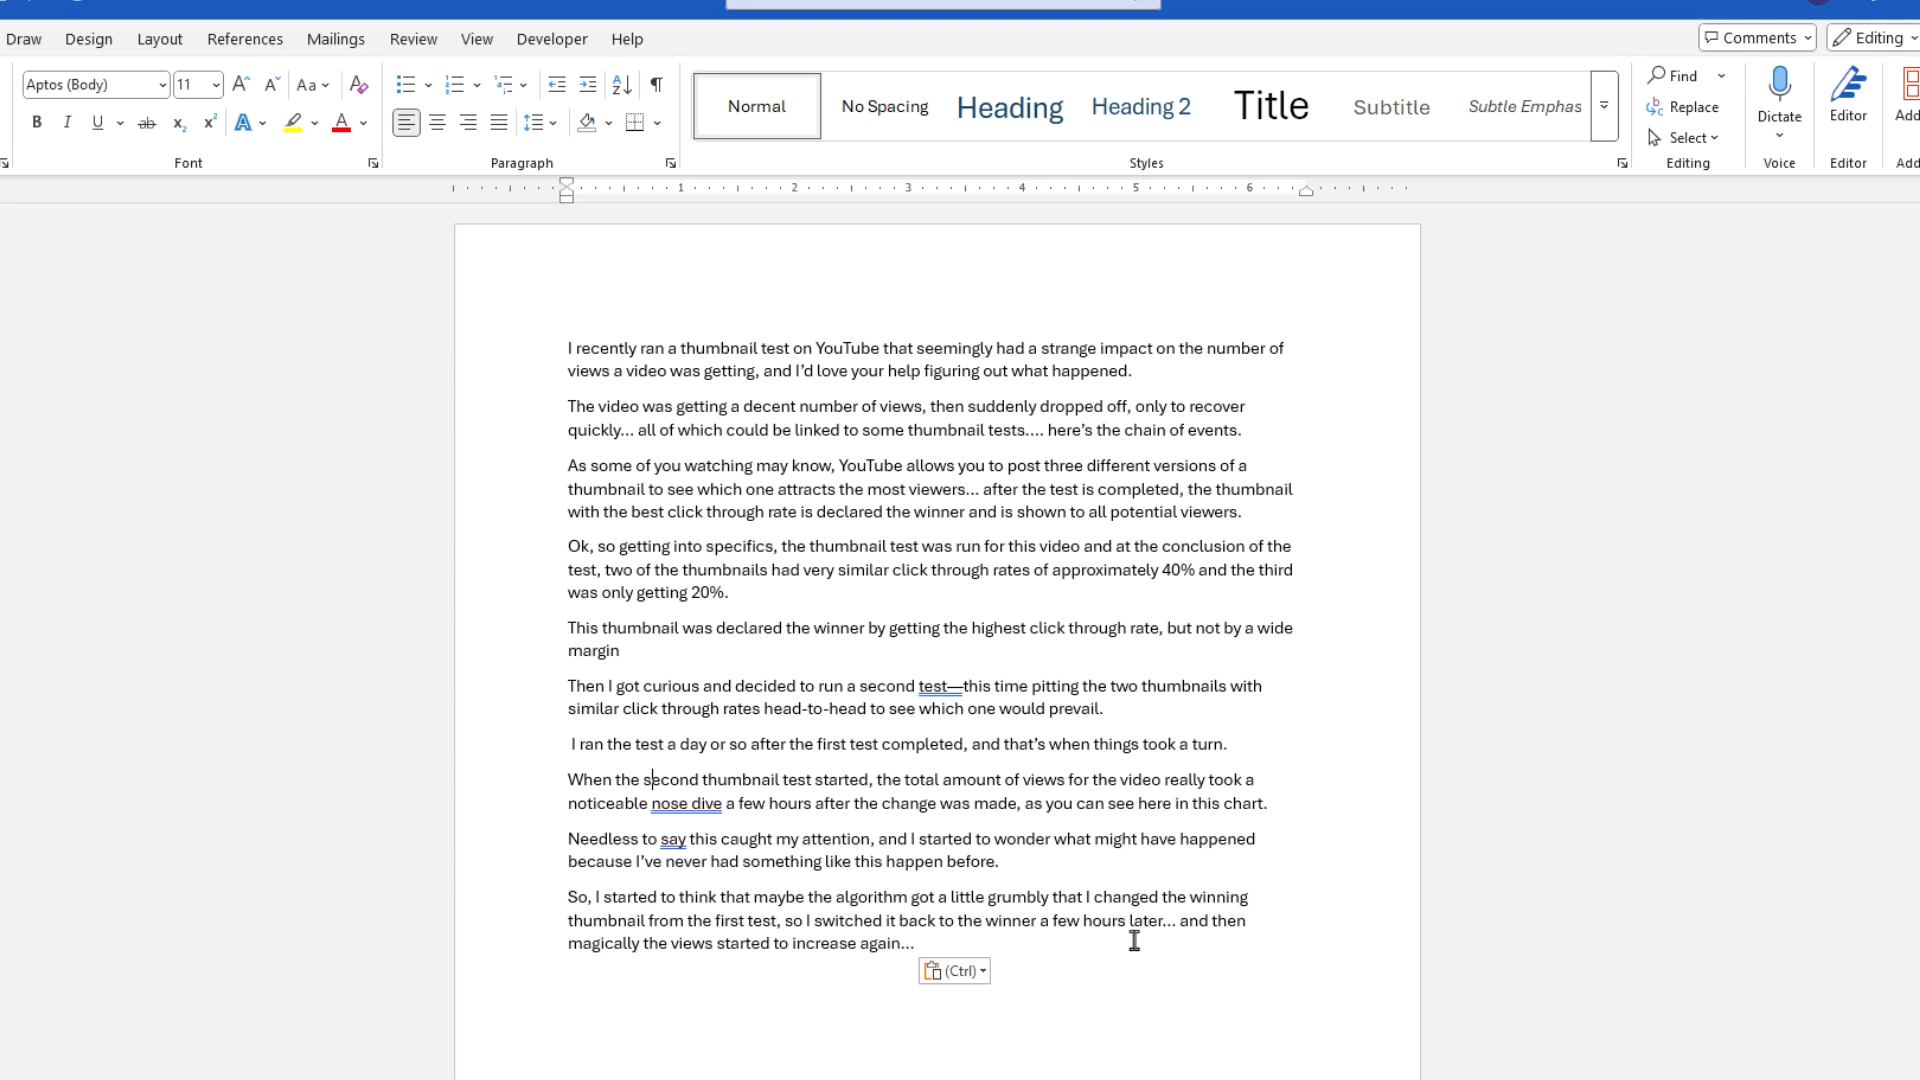 Draw Design Layout References Mailings Review View Developer Help Comments Editing
Aptos (Body) 11 Aa Normal No Spacing Heading Heading 2 Title Subtitle Subtle Emphas Find Replace Select Dictate Editor Add
B I U ab x₂ x² A A
Font Paragraph Styles Editing Voice Editor Add
1 2 3 4 5 6
I recently ran a thumbnail test on YouTube that seemingly had a strange impact on the number of
views a video was getting, and I’d love your help figuring out what happened.
The video was getting a decent number of views, then suddenly dropped off, only to recover
quickly… all of which could be linked to some thumbnail tests…. here’s the chain of events.
As some of you watching may know, YouTube allows you to post three different versions of a
thumbnail to see which one attracts the most viewers… after the test is completed, the thumbnail
with the best click through rate is declared the winner and is shown to all potential viewers.
Ok, so getting into specifics, the thumbnail test was run for this video and at the conclusion of the
test, two of the thumbnails had very similar click through rates of approximately 40% and the third
was only getting 20%.
This thumbnail was declared the winner by getting the highest click through rate, but not by a wide
margin
Then I got curious and decided to run a second test—this time pitting the two thumbnails with
similar click through rates head-to-head to see which one would prevail.
I ran the test a day or so after the first test completed, and that’s when things took a turn.
When the second thumbnail test started, the total amount of views for the video really took a
noticeable nose dive a few hours after the change was made, as you can see here in this chart.
Needless to say this caught my attention, and I started to wonder what might have happened
because I’ve never had something like this happen before.
So, I started to think that maybe the algorithm got a little grumbly that I changed the winning
thumbnail from the first test, so I switched it back to the winner a few hours later… and then
magically the views started to increase again…
(Ctrl)